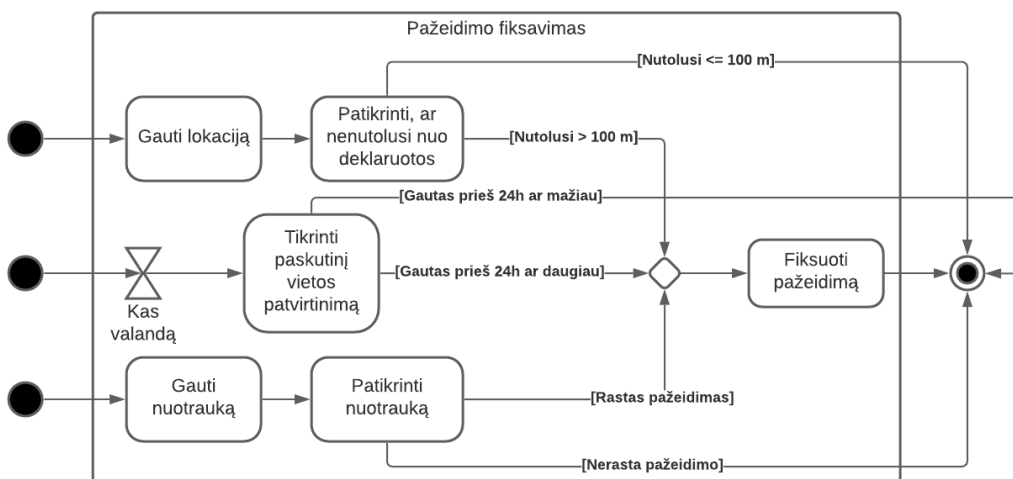 Pažeidimo fiksavimas
[Nutolusi <= 100 m]
Gauti lokaciją
Patikrinti, ar
nenutolusi nuo
deklaruotos
[Nutolusi > 100 m]
[Gautas prieš 24h ar mažiau]
Tikrinti
paskutinį
vietos
patvirtinimą
[Gautas prieš 24h ar daugiau]
Fiksuoti
pažeidimą
Kas
valandą
Gauti
nuotrauką
Patikrinti
nuotrauką
[Rastas pažeidimas]
[Nerasta pažeidimo]